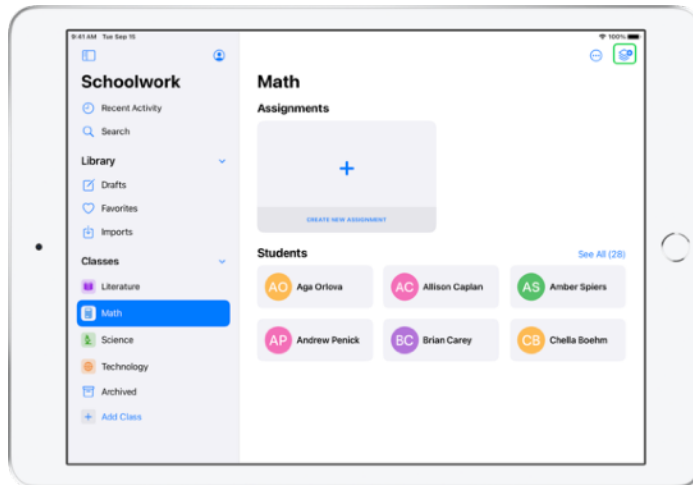 9:41 AM Tue Sep 15
100%
Schoolwork
Recent Activity
Search
Library
Drafts
Favorites
Imports
Classes
Literature
Math
Science
Technology
Archived
Add Class
Math
Assignments
CREATE NEW ASSIGNMENT
Students
See All (28)
AO Aga Orlova
AC Allison Caplan
AS Amber Spiers
AP Andrew Penick
BC Brian Carey
CB Chella Boehm